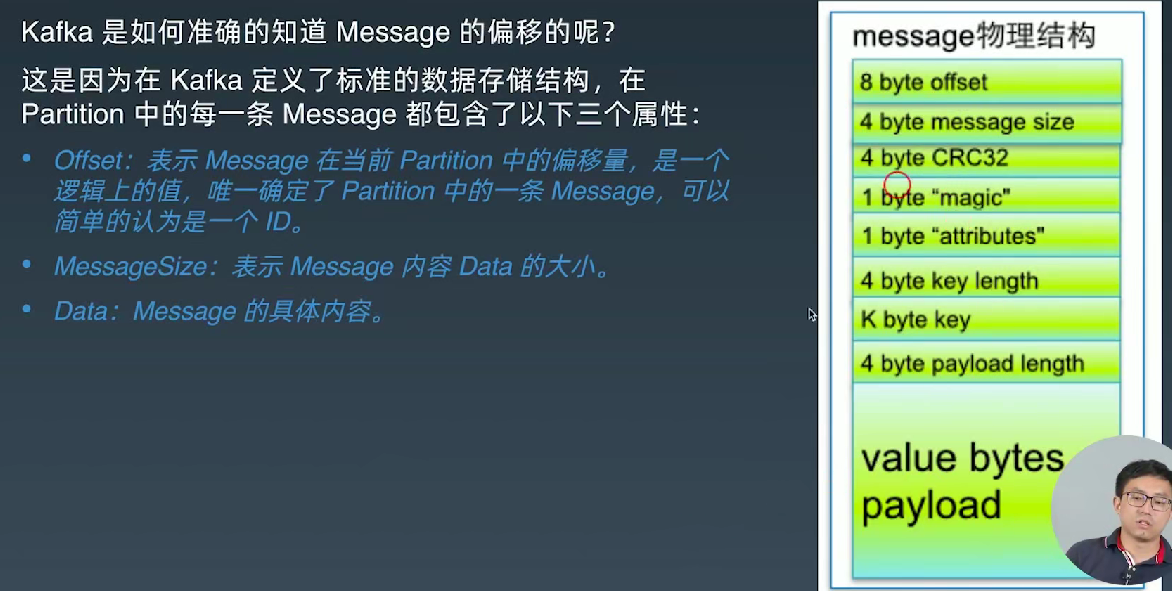 Kafka 是如何准确的知道 Message 的偏移的呢？
这是因为在 Kafka 定义了标准的数据存储结构，在
Partition 中的每一条 Message 都包含了以下三个属性：
• Offset：表示 Message 在当前 Partition 中的偏移量，是一个
逻辑上的值，唯一确定了 Partition 中的一条 Message，可以
简单的认为是一个 ID。
• MessageSize：表示 Message 内容 Data 的大小。
• Data：Message 的具体内容。
message物理结构
8 byte offset
4 byte message size
4 byte CRC32
1 byte “magic"
1 byte “attributes"
4 byte key length
K byte key
4 byte payload length
value bytes
payload